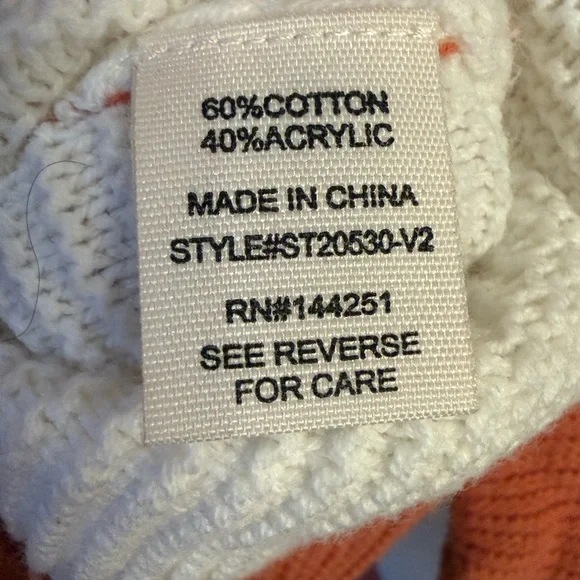 60%COTTON
40%ACRYLIC
MADE IN CHINA
STYLE#ST20530-V2
RN#144251
SEE REVERSE
FOR CARE